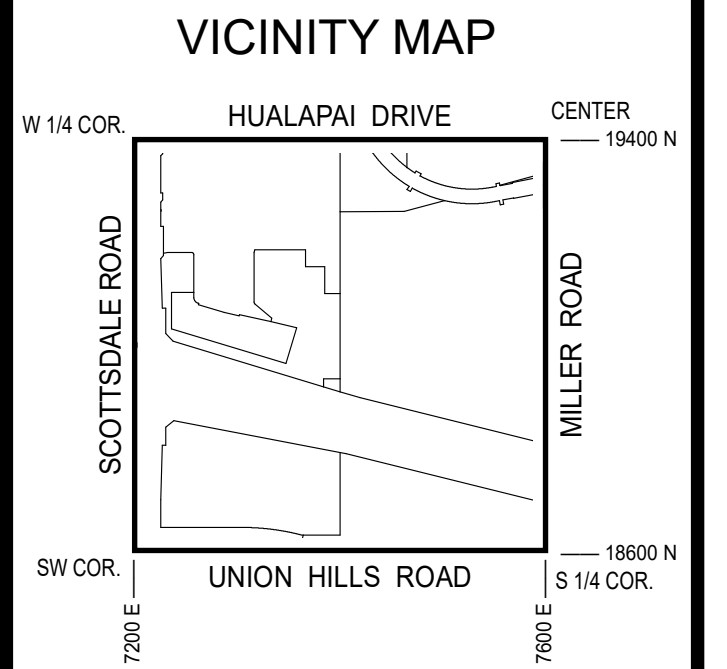 VICINITY MAP
W 1/4 COR.
HUALAPAI DRIVE
CENTER
19400 N
SCOTTSDALE ROAD
MILLER ROAD
18600 N
SW COR.
UNION HILLS ROAD
S 1/4 COR.
7200 E
7600 E